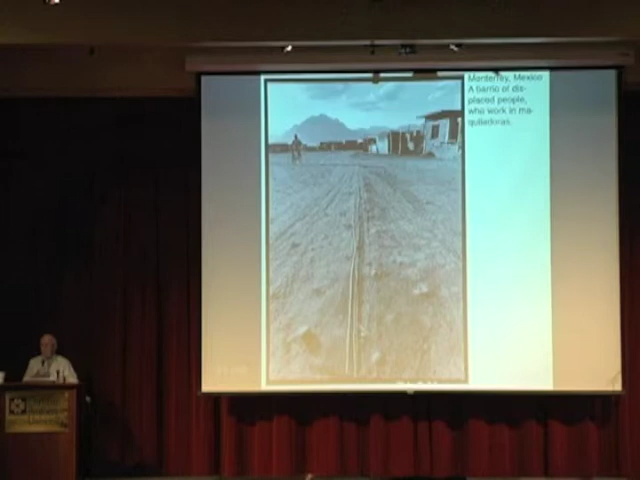 Monterrey, Mexico
A barrio of dis-
placed people,
who work in ma-
quiladoras.